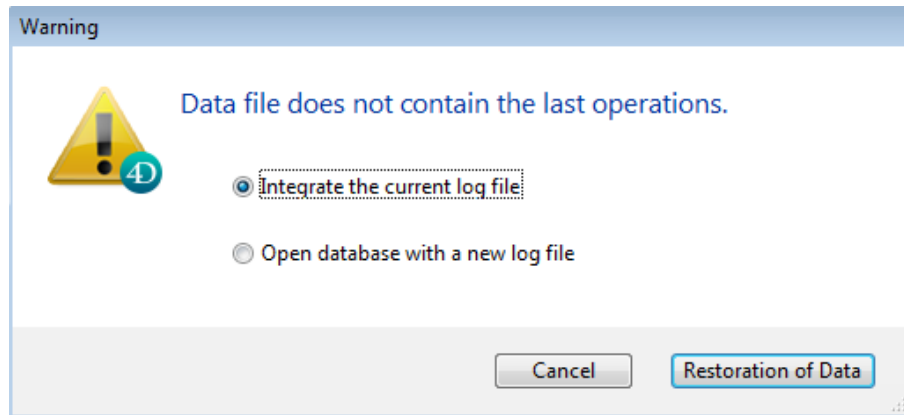 Warning
Data file does not contain the last operations.
4D
Integrate the current log file
Open database with a new log file
Cancel Restoration of Data